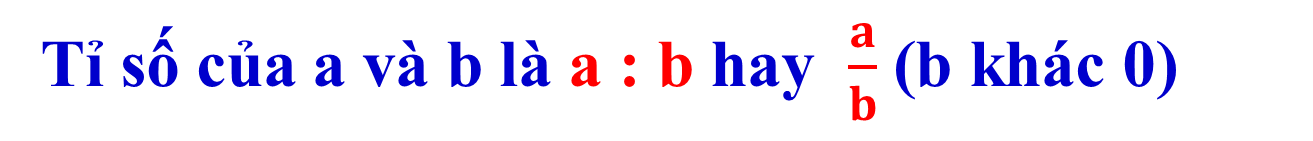 Tỉ số của a và b là a : b hay a/b (b khác 0)